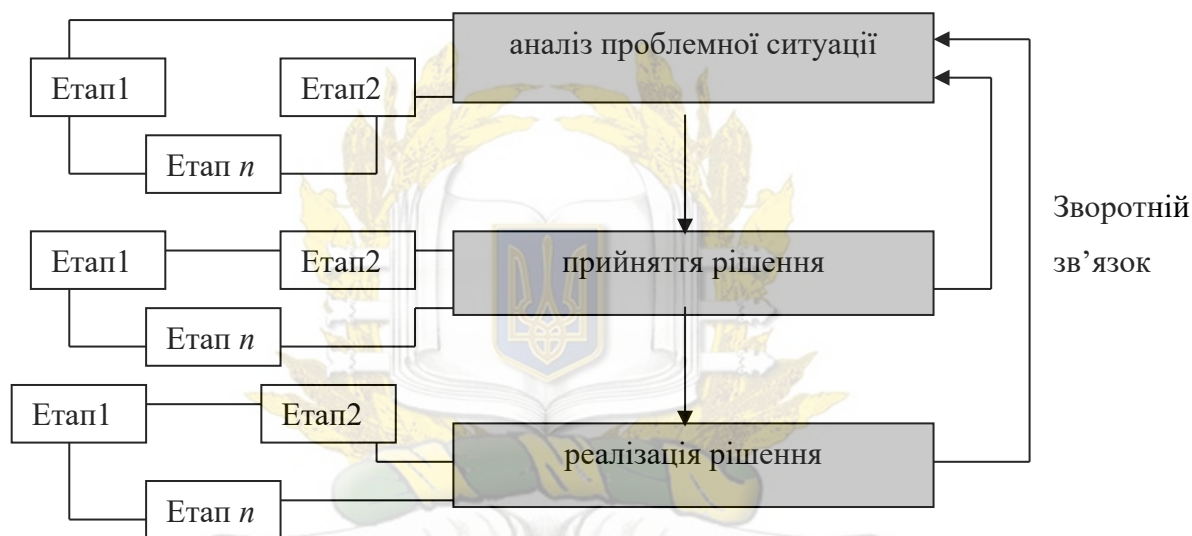 аналіз проблемної ситуації
Етап1
Етап2
Етап n
Зворотній
зв’язок
Етап1
Етап2
прийняття рішення
Етап n
Етап1
Етап2
реалізація рішення
Етап n